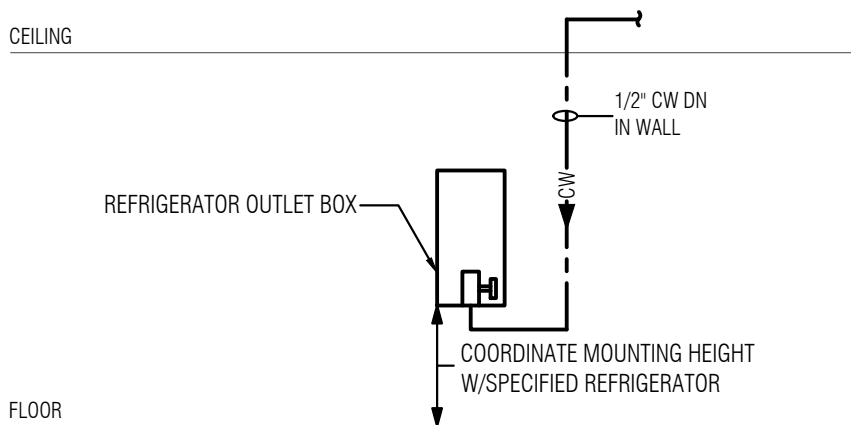 CEILING
1/2" CW DN
IN WALL
CW
REFRIGERATOR OUTLET BOX
COORDINATE MOUNTING HEIGHT
W/SPECIFIED REFRIGERATOR
FLOOR